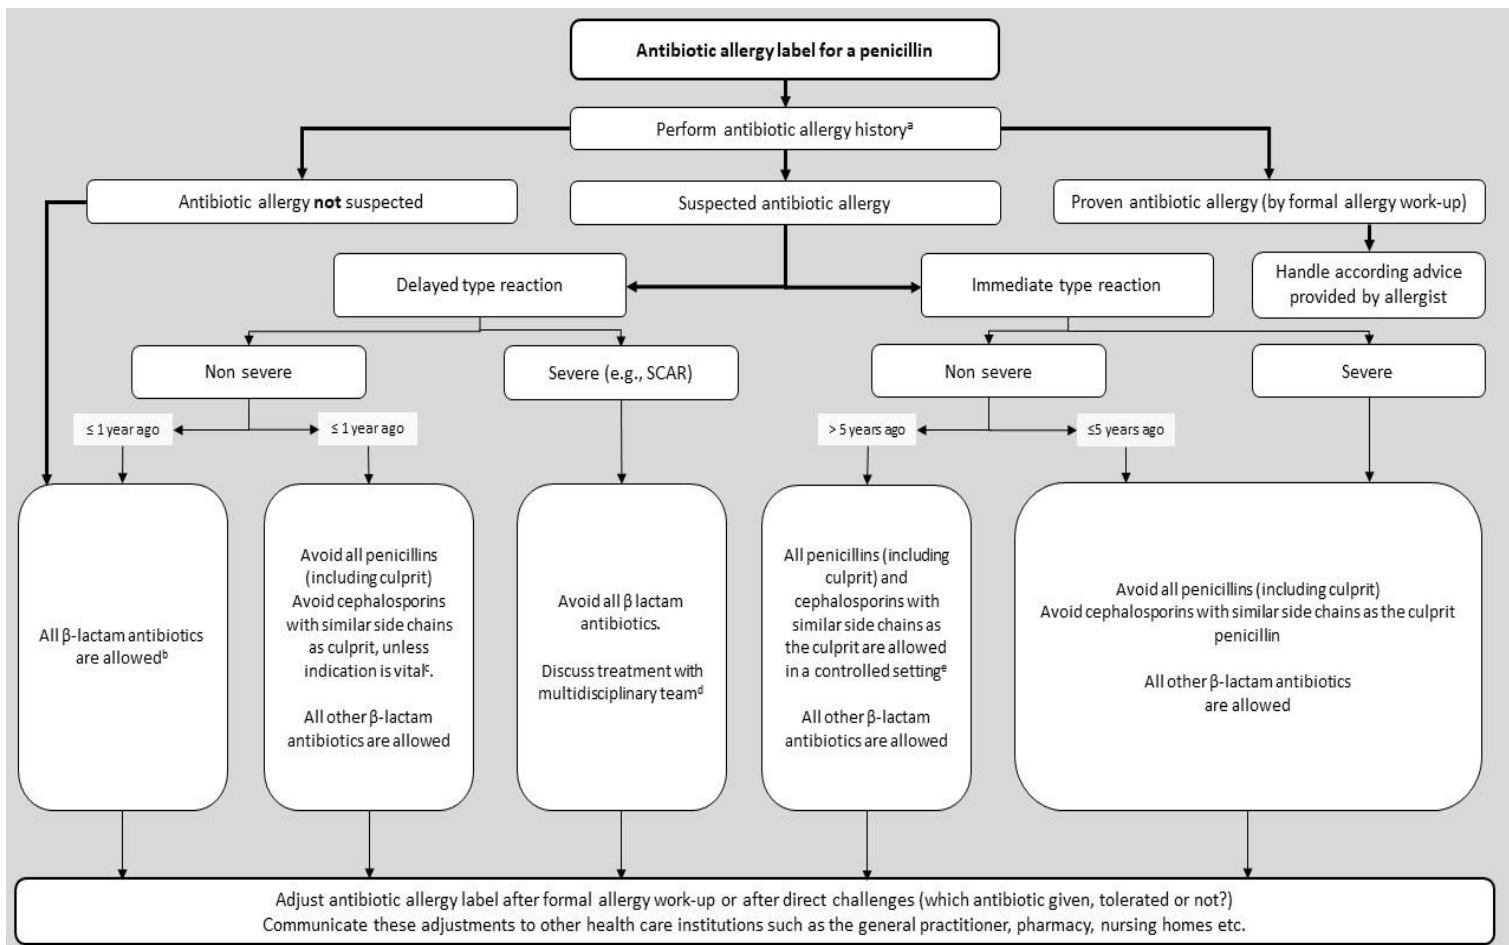 Antibiotic allergy label for a penicillin
Perform antibiotic allergy historyᵃ
Antibiotic allergy not suspected
Suspected antibiotic allergy
Proven antibiotic allergy (by formal allergy work-up)
Delayed type reaction
Immediate type reaction
Handle according advice
provided by allergist
Non severe
Severe (e.g., SCAR)
Non severe
Severe
≤ 1 year ago
≤ 1 year ago
> 5 years ago
≤5 years ago
All β-lactam antibiotics
are allowedᵇ
Avoid all penicillins
(including culprit)
Avoid cephalosporins
with similar side chains
as culprit, unless
indication is vitalᶜ.
All other β-lactam
antibiotics are allowed
Avoid all β lactam
antibiotics.
Discuss treatment with
multidisciplinary teamᵈ
All penicillins (including
culprit) and
cephalosporins with
similar side chains as
the culprit are allowed
in a controlled settingᵉ
All other β-lactam
antibiotics are allowed
Avoid all penicillins (including culprit)
Avoid cephalosporins with similar side chains as the culprit
penicillin
All other β-lactam antibiotics
are allowed
Adjust antibiotic allergy label after formal allergy work-up or after direct challenges (which antibiotic given, tolerated or not?)
Communicate these adjustments to other health care institutions such as the general practitioner, pharmacy, nursing homes etc.